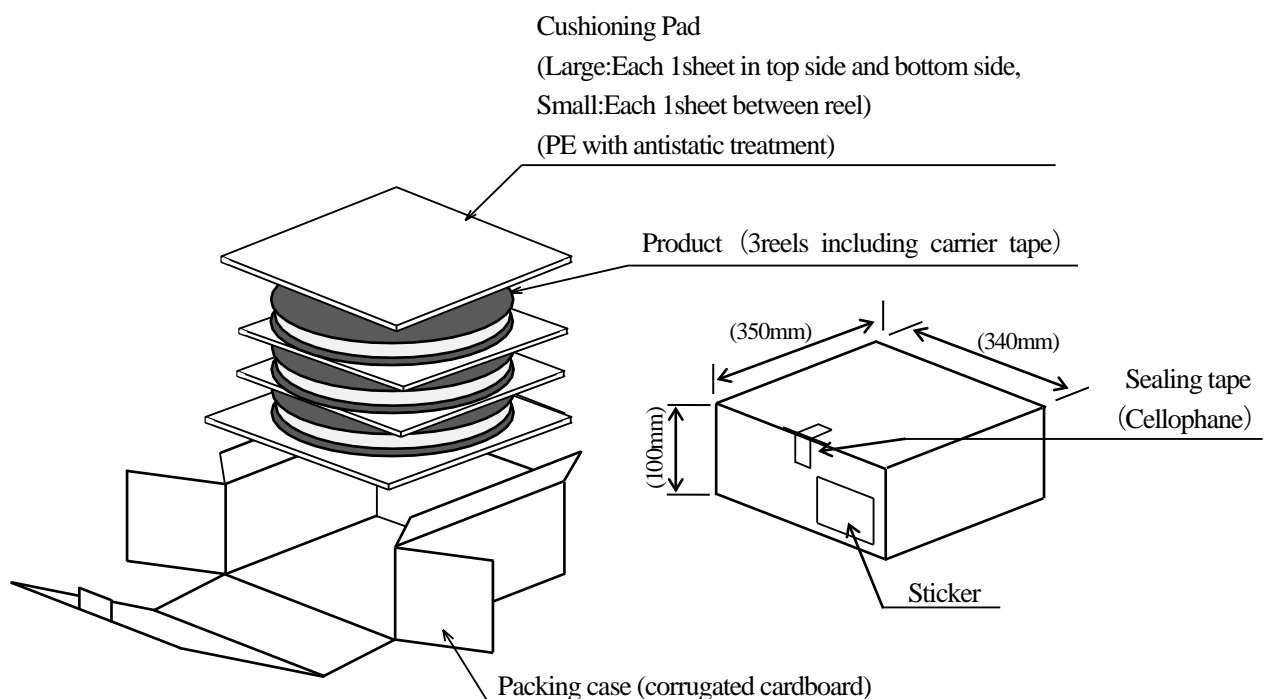 Cushioning Pad
(Large:Each 1sheet in top side and bottom side,
Small:Each 1sheet between reel)
(PE with antistatic treatment)
Product（3reels including carrier tape）
(350mm)
(340mm)
Sealing tape
（Cellophane）
(100mm)
Sticker
Packing case (corrugated cardboard)